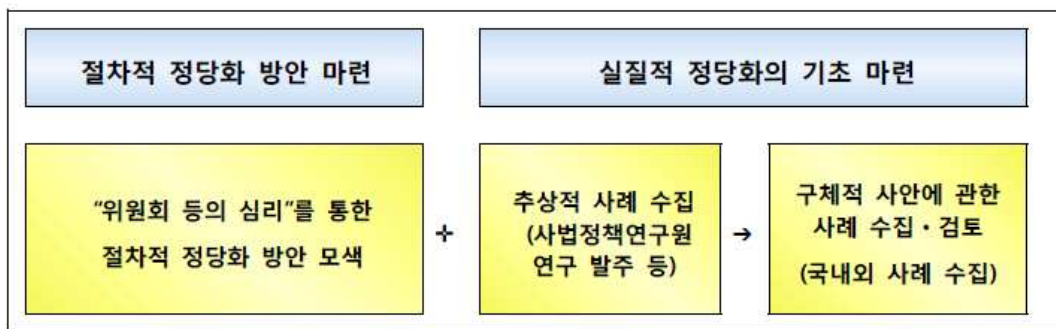 절차적 정당화 방안 마련
실질적 정당화의 기초 마련
“위원회 등의 심리”를 통한
절차적 정당화 방안 모색
+
추상적 사례 수집
(사법정책연구원
연구 발주 등)
→
구체적 사안에 관한
사례 수집・검토
(국내외 사례 수집)